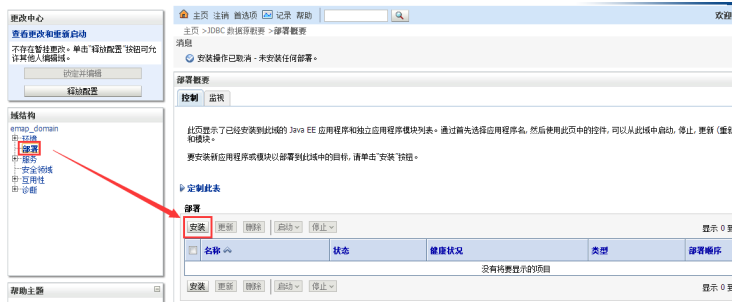 更改中心
查看更改和重新启动
不存在暂挂更改。单击"释放配置"按钮可允
许其他人编辑域。
锁定并编辑
释放配置
域结构
emap_domain
环境
部署
服务
安全领域
互用性
诊断
帮助主题
主页 注销 首选项 记录 帮助
欢迎
主页 >JDBC 数据源概要 >部署概要
消息
安装操作已取消 - 未安装任何部署。
部署概要
控制 监视
此页显示了已经安装到此域的 Java EE 应用程序和独立应用程序模块列表。通过首先选择应用程序名, 然后使用此页中的控件, 可以从此域中启动, 停止, 更新 (重新
和模块。
要安装新应用程序或模块以部署到此域中的目标, 请单击"安装"按钮。
定制此表
部署
安装 更新 删除 启动 停止
显示 0 到
名称 状态 健康状况 类型 部署顺序
没有将要显示的项目
安装 更新 删除 启动 停止
显示 0 到